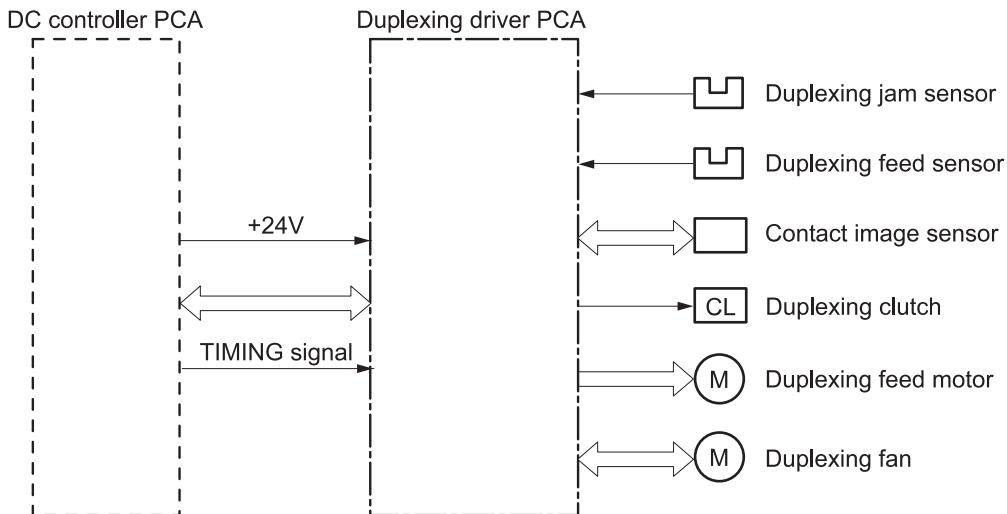 DC controller PCA
Duplexing driver PCA
Duplexing jam sensor
Duplexing feed sensor
+24V
Contact image sensor
CL
Duplexing clutch
TIMING signal
M
Duplexing feed motor
M
Duplexing fan